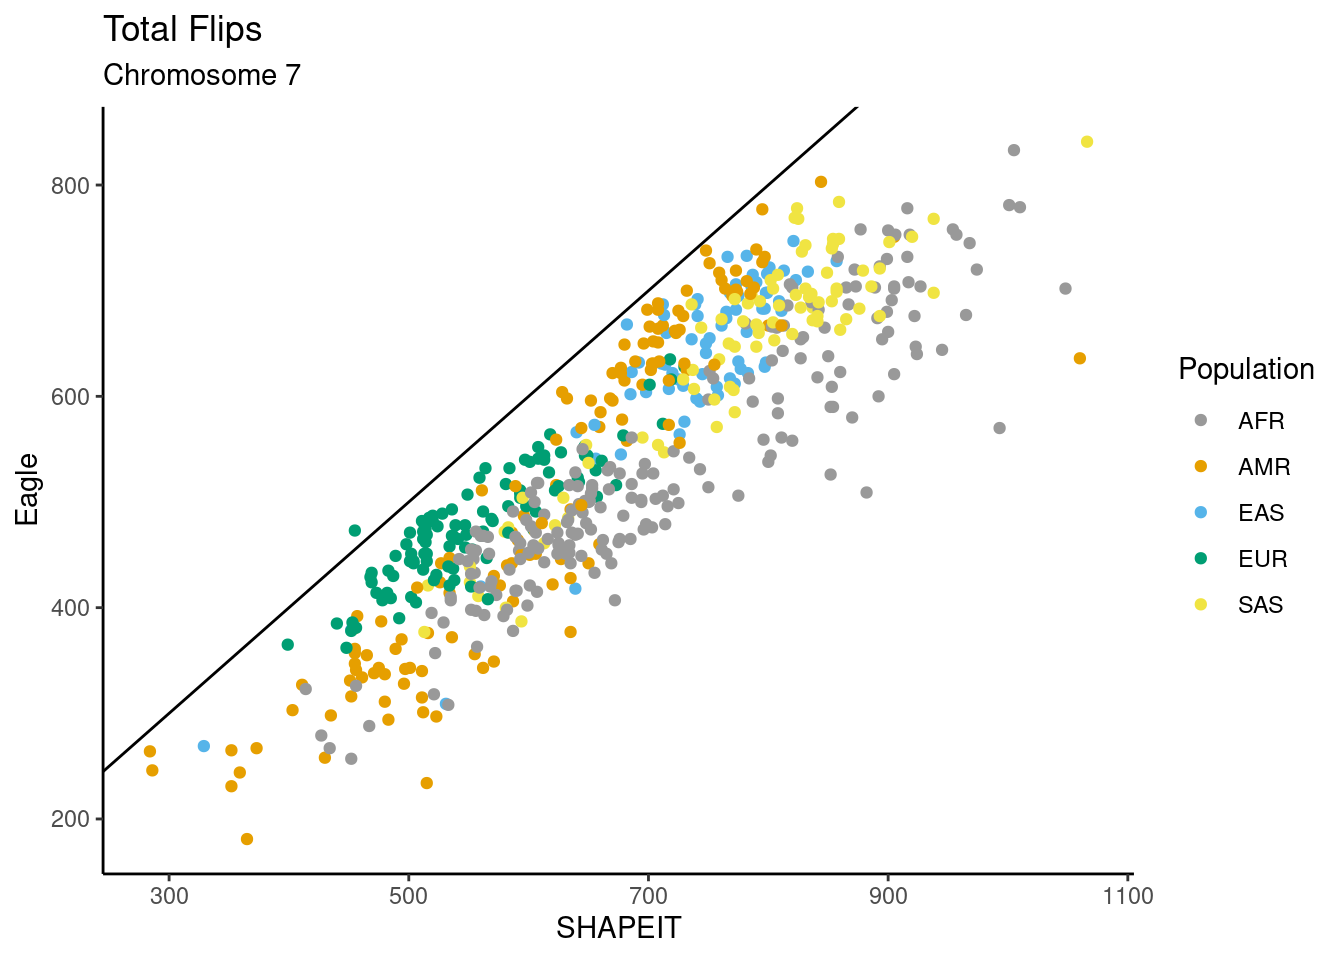 Total Flips
Chromosome 7
800
600
400
200
Eagle
300 500 700 900 1100
SHAPEIT
Population
AFR
AMR
EAS
EUR
SAS